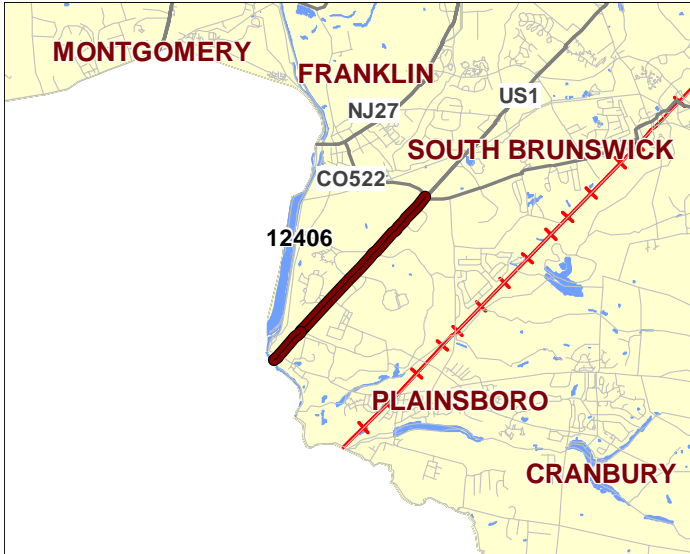 MONTGOMERY
FRANKLIN
US1
NJ27
SOUTH BRUNSWICK
CO522
12406
PLAINSBORO
CRANBURY